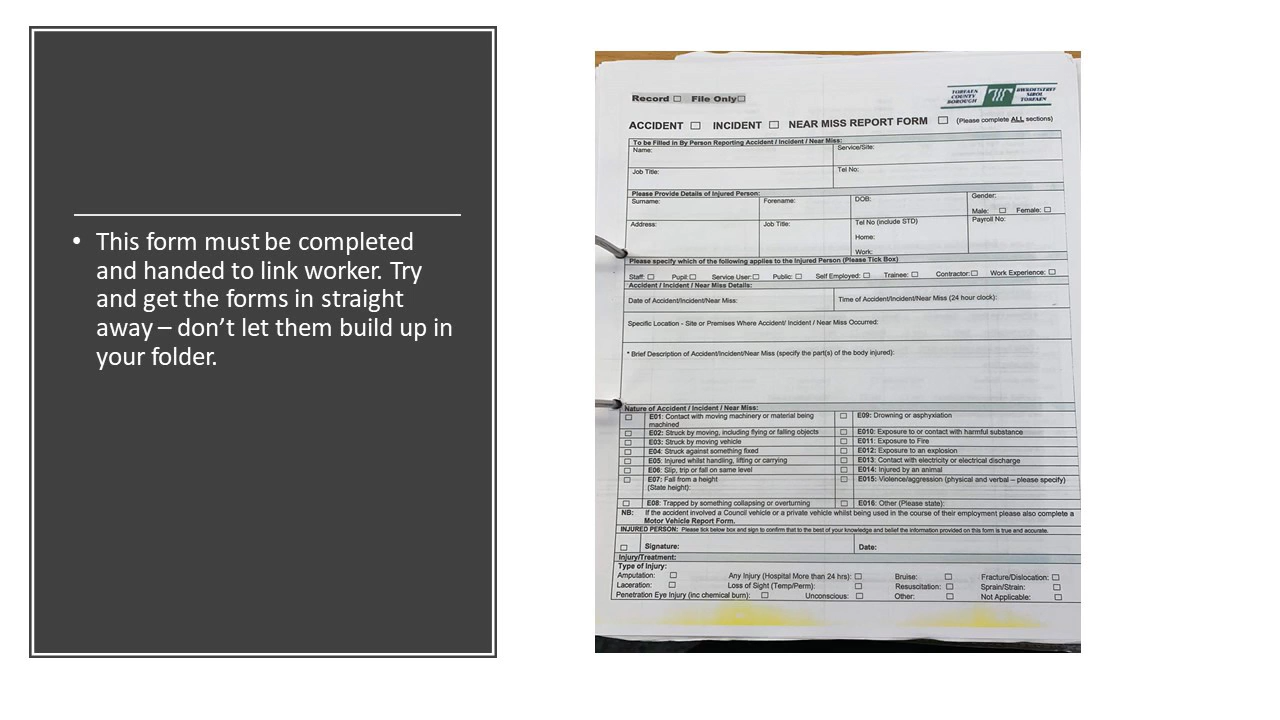 • This form must be completed
and handed to link worker. Try
and get the forms in straight
away – don’t let them build up in
your folder.
Record ☐ File Only☐
TORFAEN COUNTY BOROUGH
BWRDEISTREF SIROL TORFAEN
ACCIDENT ☐ INCIDENT ☐ NEAR MISS REPORT FORM ☐ (Please complete ALL sections)
To be Filled in By Person Reporting Accident / Incident / Near Miss:
Name: Service/Site:
Job Title: Tel No:
Please Provide Details of Injured Person:
Surname: Forename: DOB: Gender:
Male: ☐ Female: ☐
Address: Job Title: Tel No (include STD) Payroll No:
Home:
Work:
Please specify which of the following applies to the Injured Person (Please Tick Box)
Staff: ☐ Pupil:☐ Service User:☐ Public: ☐ Self Employed: ☐ Trainee: ☐ Contractor:☐ Work Experience: ☐
Accident / Incident / Near Miss Details:
Date of Accident/Incident/Near Miss: Time of Accident/Incident/Near Miss (24 hour clock):
Specific Location - Site or Premises Where Accident/ Incident / Near Miss Occurred:
* Brief Description of Accident/Incident/Near Miss (specify the part(s) of the body injured):
Nature of Accident / Incident / Near Miss:
☐ E01: Contact with moving machinery or material being machined ☐ E09: Drowning or asphyxiation
☐ E02: Struck by moving, including flying or falling objects ☐ E010: Exposure to or contact with harmful substance
☐ E03: Struck by moving vehicle ☐ E011: Exposure to Fire
☐ E04: Struck against something fixed ☐ E012: Exposure to an explosion
☐ E05: Injured whilst handling, lifting or carrying ☐ E013: Contact with electricity or electrical discharge
☐ E06: Slip, trip or fall on same level ☐ E014: Injured by an animal
☐ E07: Fall from a height ☐ E015: Violence/aggression (physical and verbal – please specify)
(State height):
☐ E08: Trapped by something collapsing or overturning ☐ E016: Other (Please state):
NB: If the accident involved a Council vehicle or a private vehicle whilst being used in the course of their employment please also complete a
Motor Vehicle Report Form.
INJURED PERSON: Please tick below box and sign to confirm that to the best of your knowledge and belief the information provided on this form is true and accurate.
☐ Signature: Date:
Injury/Treatment:
Type of Injury:
Amputation: ☐ Any Injury (Hospital More than 24 hrs): ☐ Bruise: ☐ Fracture/Dislocation: ☐
Laceration: ☐ Loss of Sight (Temp/Perm): ☐ Resuscitation: ☐ Sprain/Strain: ☐
Penetration Eye Injury (inc chemical burn): ☐ Unconscious: ☐ Other: ☐ Not Applicable: ☐